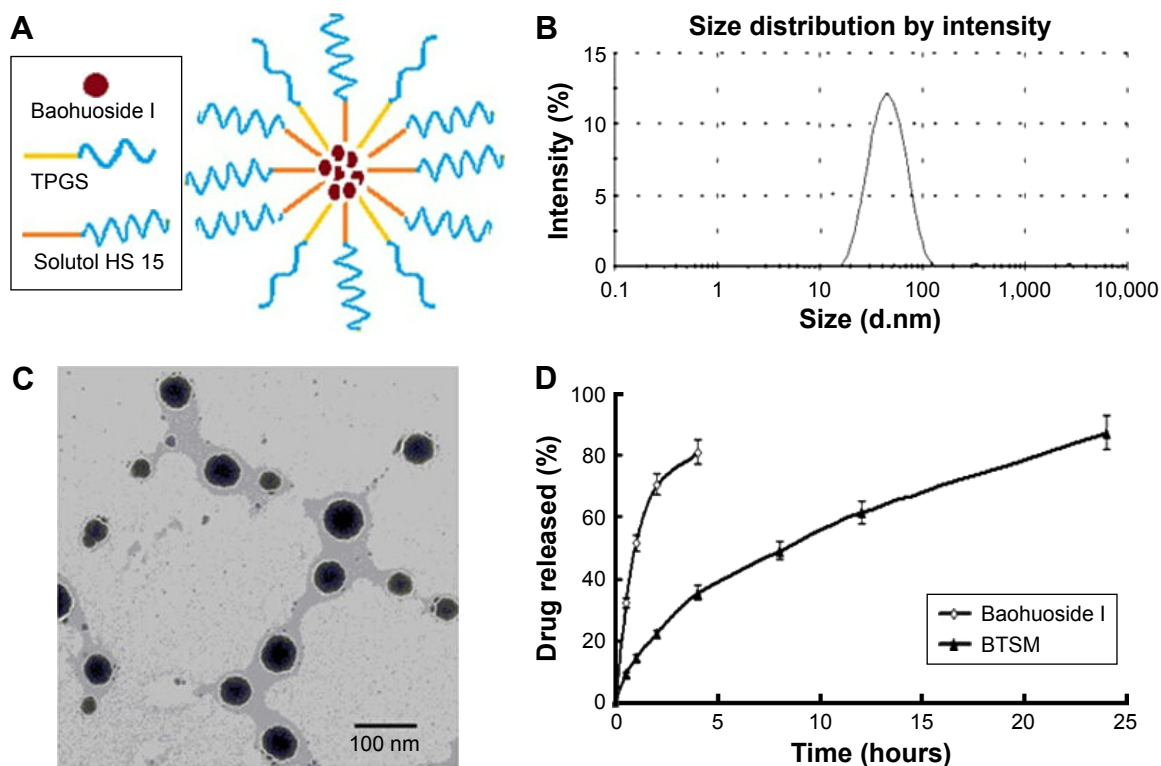 A
Baohuoside I
TPGS
Solutol HS 15
B
Size distribution by intensity
Intensity (%)
15
10
5
0
0.1 1 10 100 1,000 10,000
Size (d.nm)
C
100 nm
D
Drug released (%)
100
80
60
40
20
0
0 5 10 15 20 25
Time (hours)
Baohuoside I
BTSM